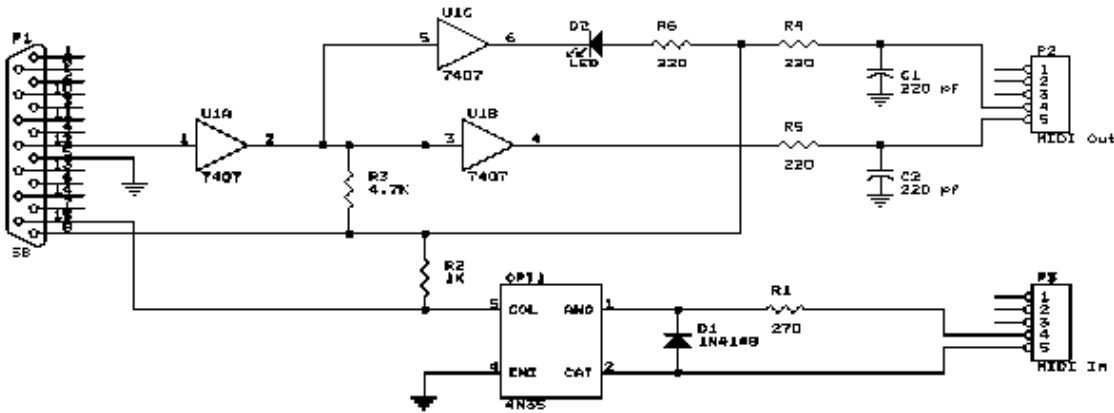 P1
SB
1
U1A
2
7407
5
U1C
6
7407
3
U1B
4
7407
R3
4.7K
D2
LED
R6
220
R4
220
R5
220
C1
220 pf
C2
220 pf
P2
1
2
3
4
5
MIDI Out
R2
1K
OPT1
5
COL
AND
1
4
EMI
CAT
2
4N35
D1
1N4148
R1
270
P3
1
2
3
4
5
MIDI In